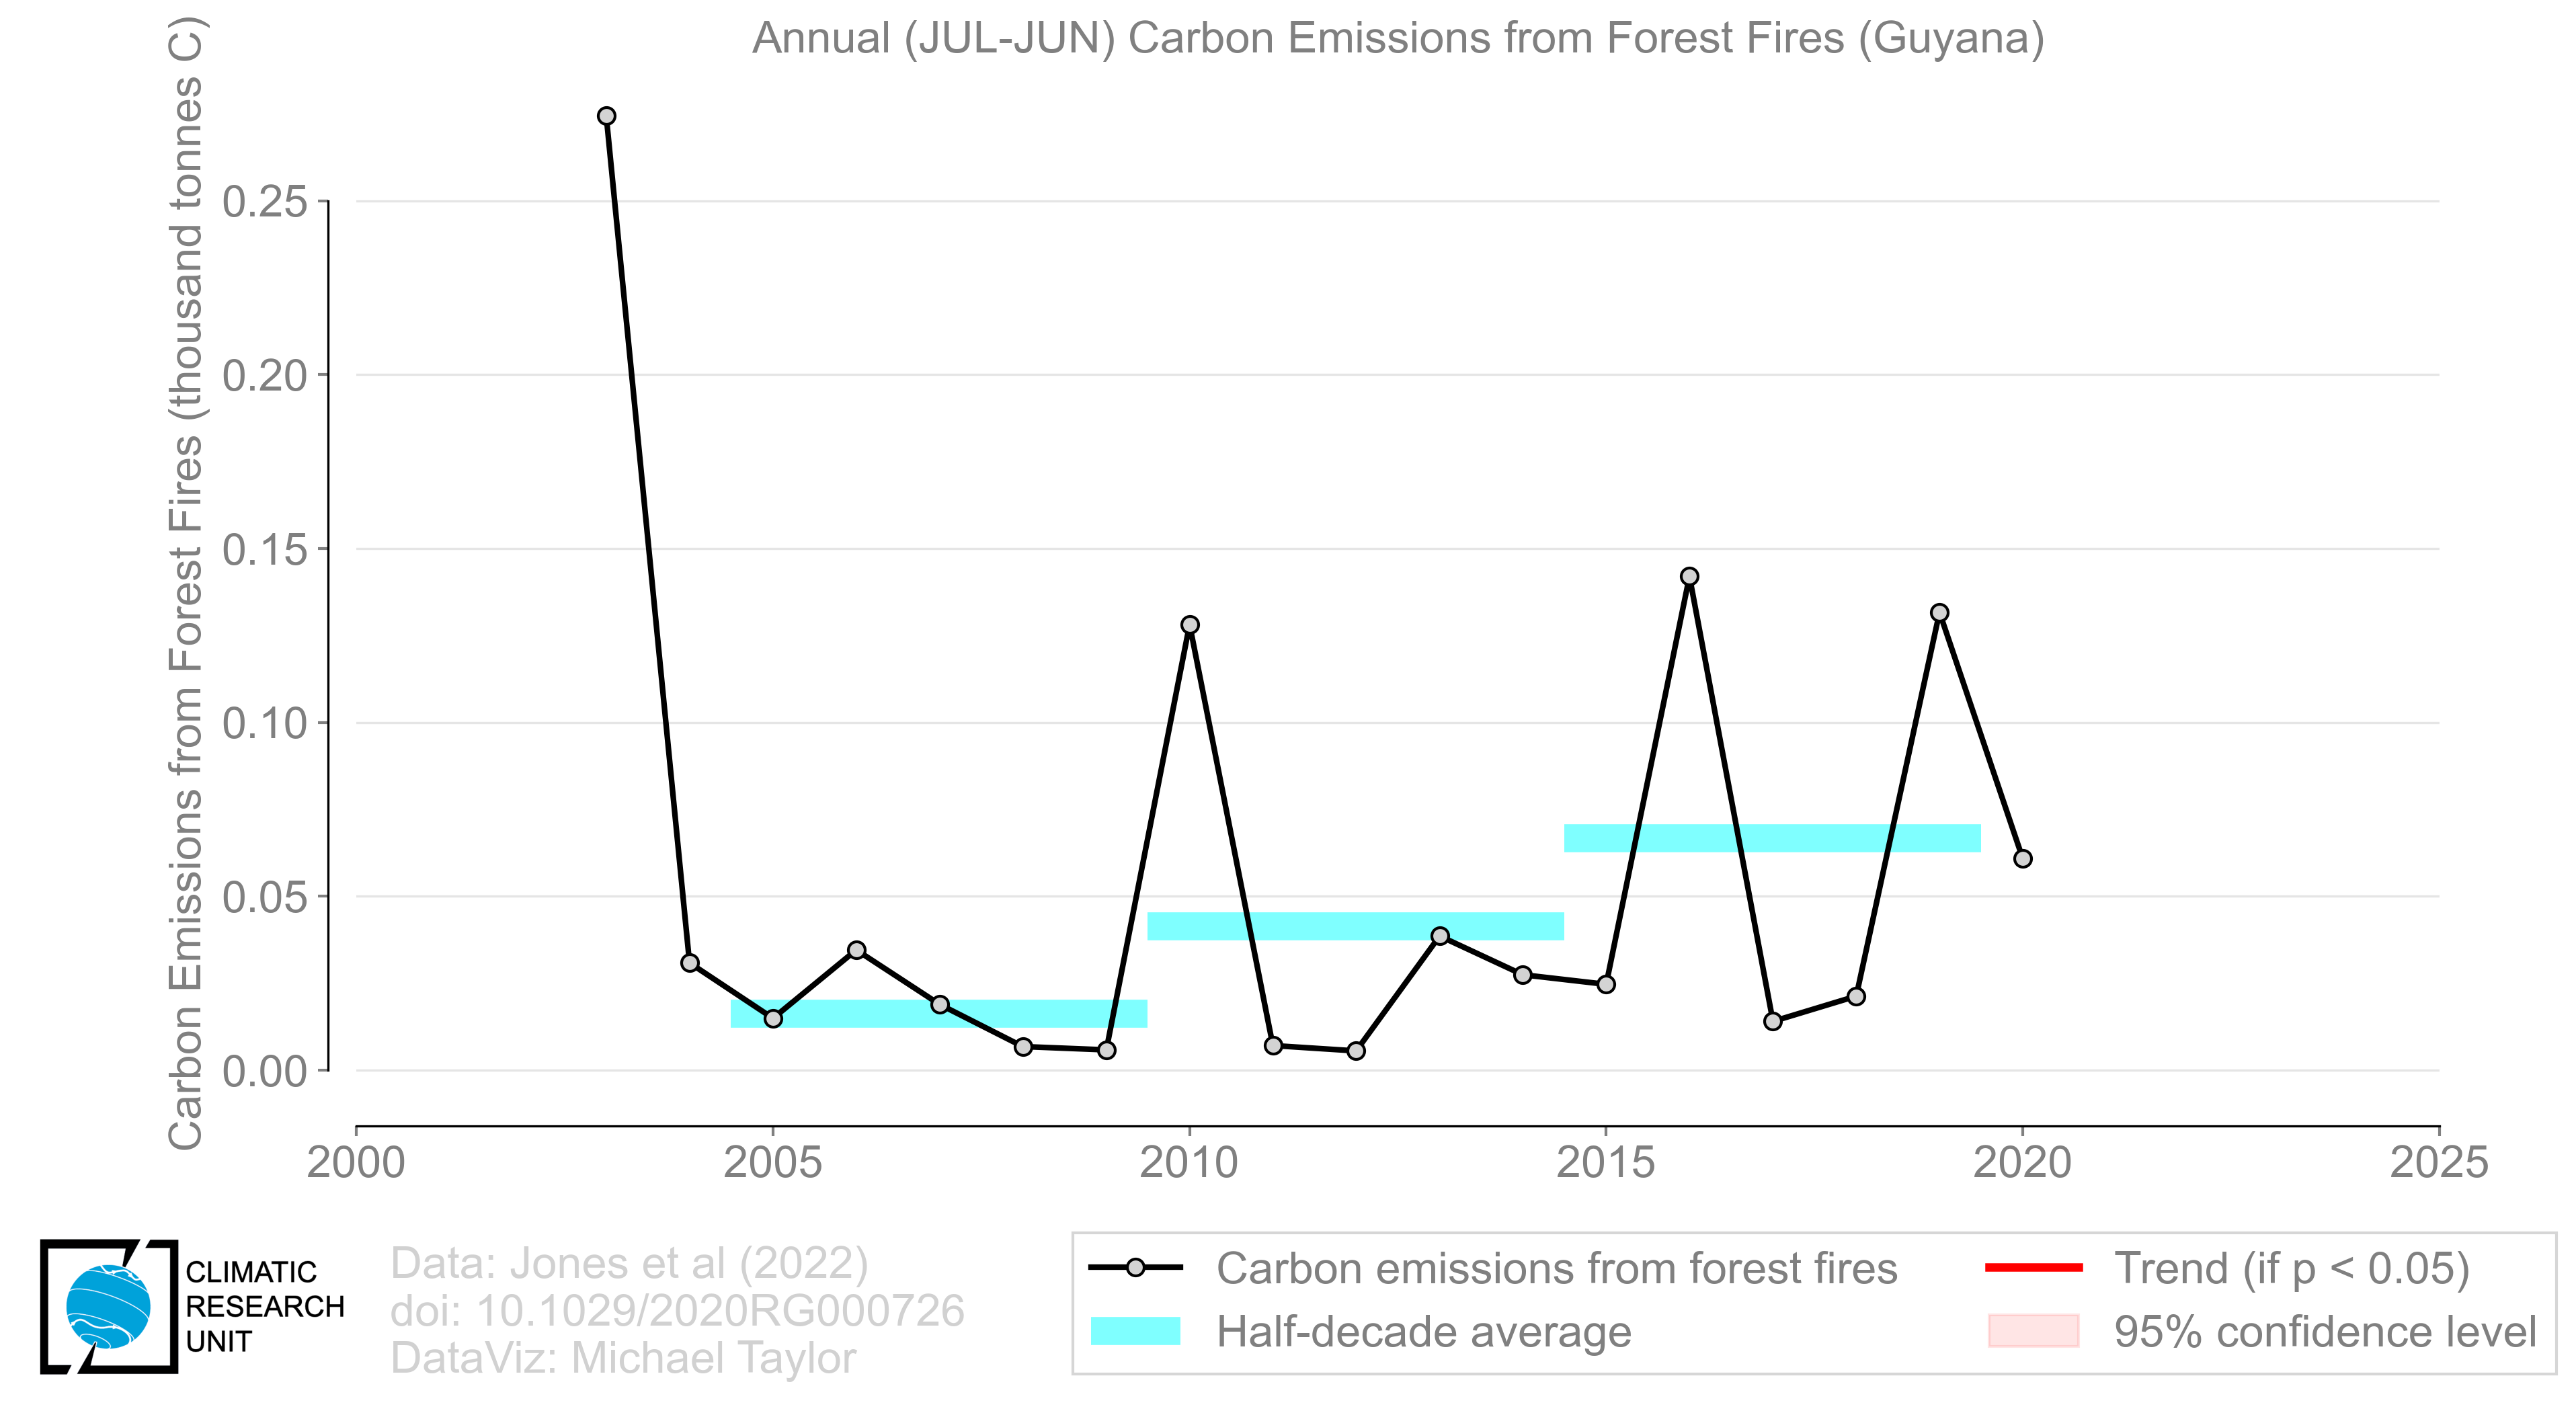 Annual (JUL-JUN) Carbon Emissions from Forest Fires (Guyana)
Carbon Emissions from Forest Fires (thousand tonnes C)
0.25
0.20
0.15
0.10
0.05
0.00
2000
2005
2010
2015
2020
2025
CLIMATIC
RESEARCH
UNIT
Data: Jones et al (2022)
doi: 10.1029/2020RG000726
DataViz: Michael Taylor
Carbon emissions from forest fires
Half-decade average
Trend (if p < 0.05)
95% confidence level